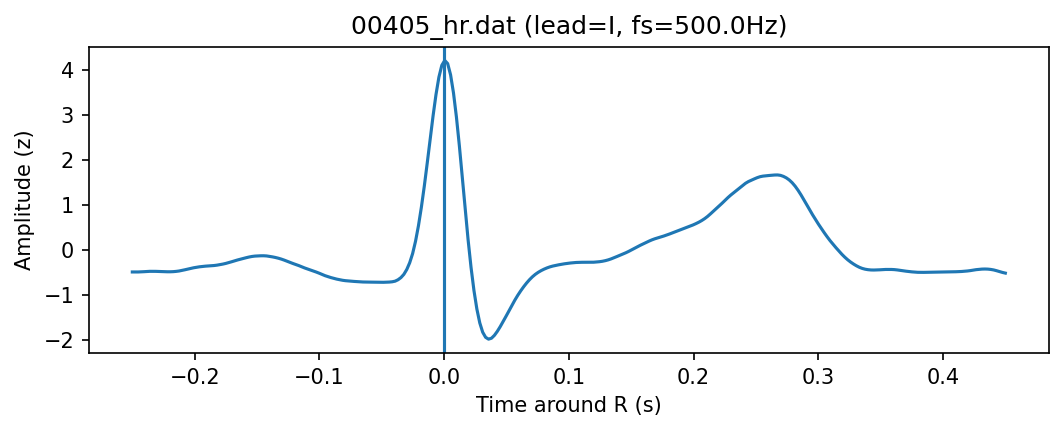 00405_hr.dat (lead=I, fs=500.0Hz)
Amplitude (z)
4
3
2
1
0
−1
−2
−0.2 −0.1 0.0 0.1 0.2 0.3 0.4
Time around R (s)